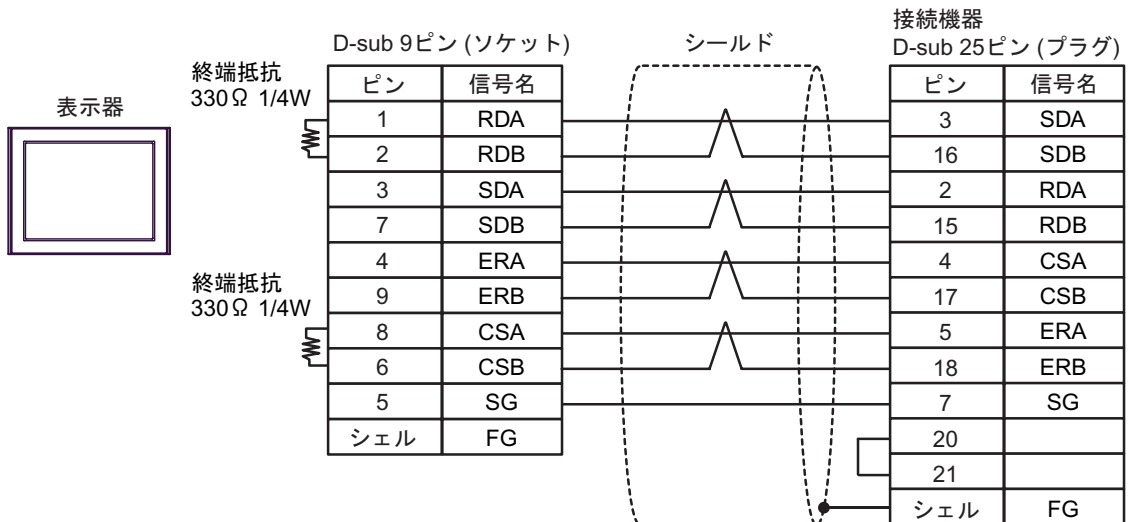 接続機器
D-sub 9ピン (ソケット) シールド D-sub 25ピン (プラグ)
終端抵抗
330Ω 1/4W
表示器
ピン 信号名 ピン 信号名
1 RDA 3 SDA
2 RDB 16 SDB
3 SDA 2 RDA
7 SDB 15 RDB
4 ERA 4 CSA
終端抵抗
330Ω 1/4W
9 ERB 17 CSB
8 CSA 5 ERA
6 CSB 18 ERB
5 SG 7 SG
シェル FG 20
21
シェル FG